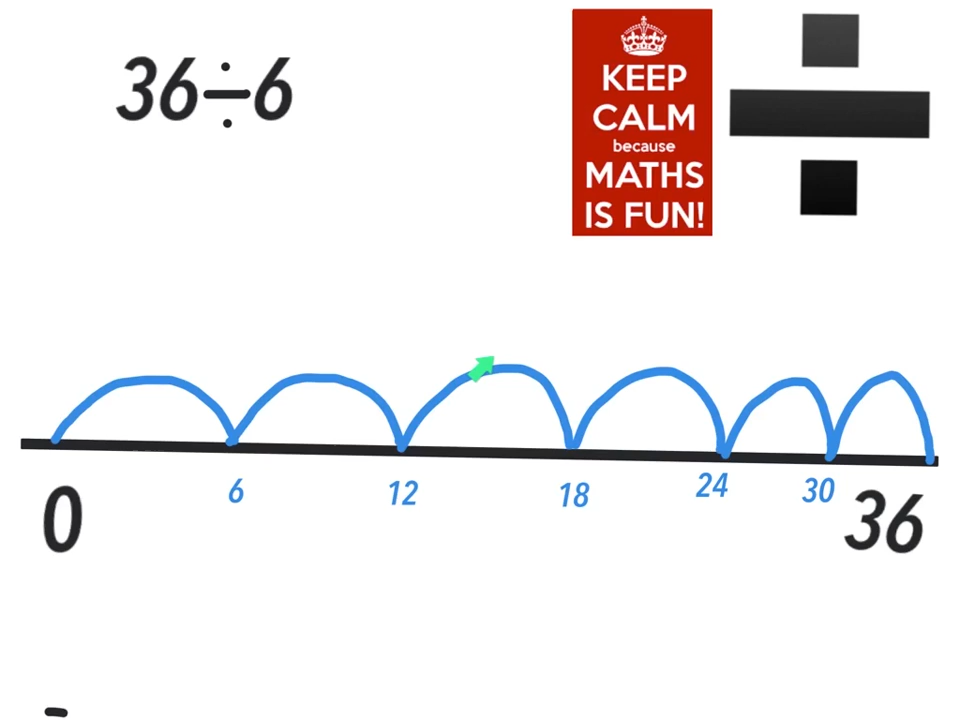 36÷6
KEEP
CALM
because
MATHS
IS FUN!
0 6 12 18 24 30 36